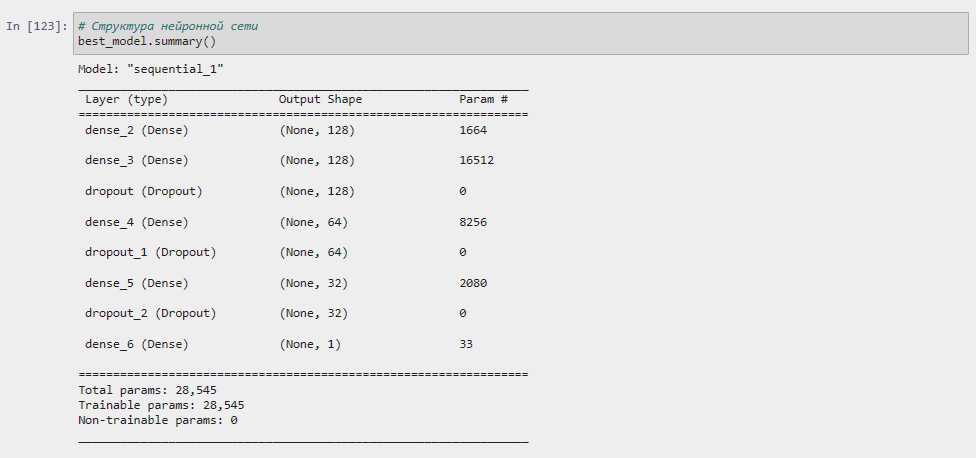 In [123]: # Структура нейронной сети
best_model.summary()
Model: "sequential_1"
_________________________________________________________________
Layer (type) Output Shape Param #
=================================================================
dense_2 (Dense) (None, 128) 1664
dense_3 (Dense) (None, 128) 16512
dropout (Dropout) (None, 128) 0
dense_4 (Dense) (None, 64) 8256
dropout_1 (Dropout) (None, 64) 0
dense_5 (Dense) (None, 32) 2080
dropout_2 (Dropout) (None, 32) 0
dense_6 (Dense) (None, 1) 33
=================================================================
Total params: 28,545
Trainable params: 28,545
Non-trainable params: 0
_________________________________________________________________